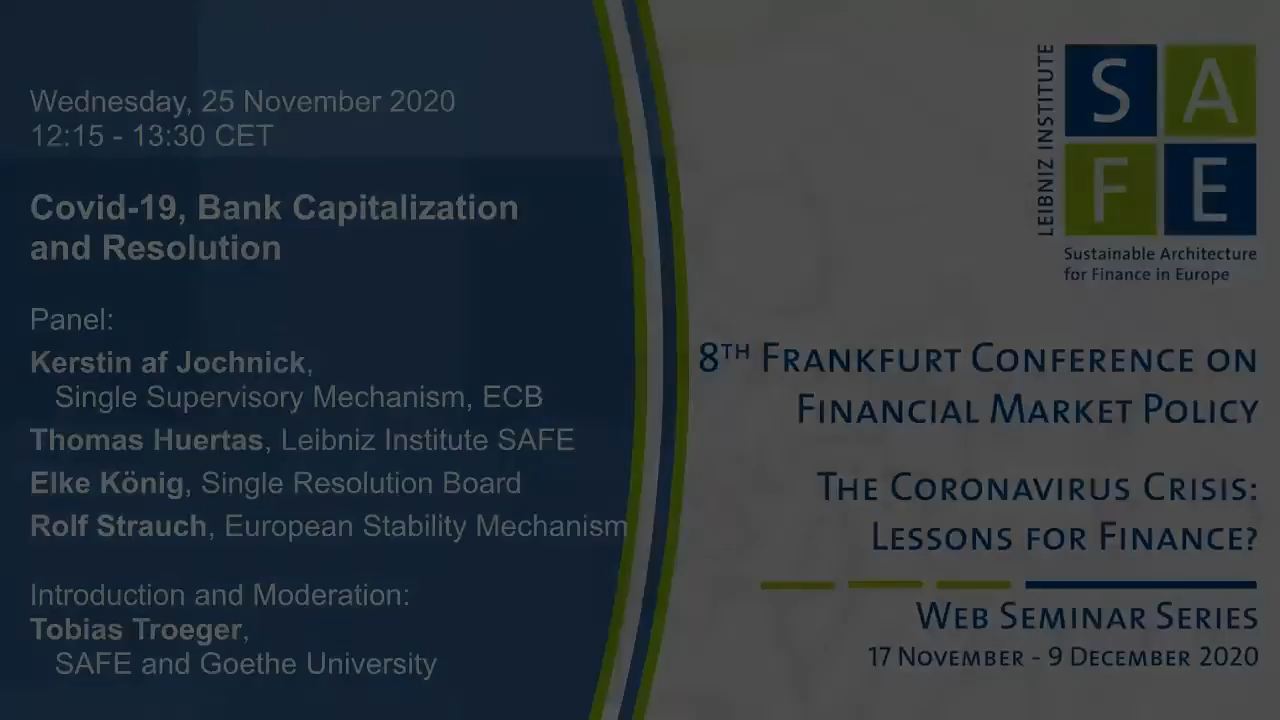 Wednesday, 25 November 2020
12:15 - 13:30 CET
Covid-19, Bank Capitalization
and Resolution
Panel:
Kerstin af Jochnick,
Single Supervisory Mechanism, ECB
Thomas Huertas, Leibniz Institute SAFE
Elke König, Single Resolution Board
Rolf Strauch, European Stability Mechanism
Introduction and Moderation:
Tobias Troeger,
SAFE and Goethe University
LEIBNIZ INSTITUTE
S A
F E
Sustainable Architecture
for Finance in Europe
8TH FRANKFURT CONFERENCE ON
FINANCIAL MARKET POLICY
THE CORONAVIRUS CRISIS:
LESSONS FOR FINANCE?
WEB SEMINAR SERIES
17 NOVEMBER - 9 DECEMBER 2020